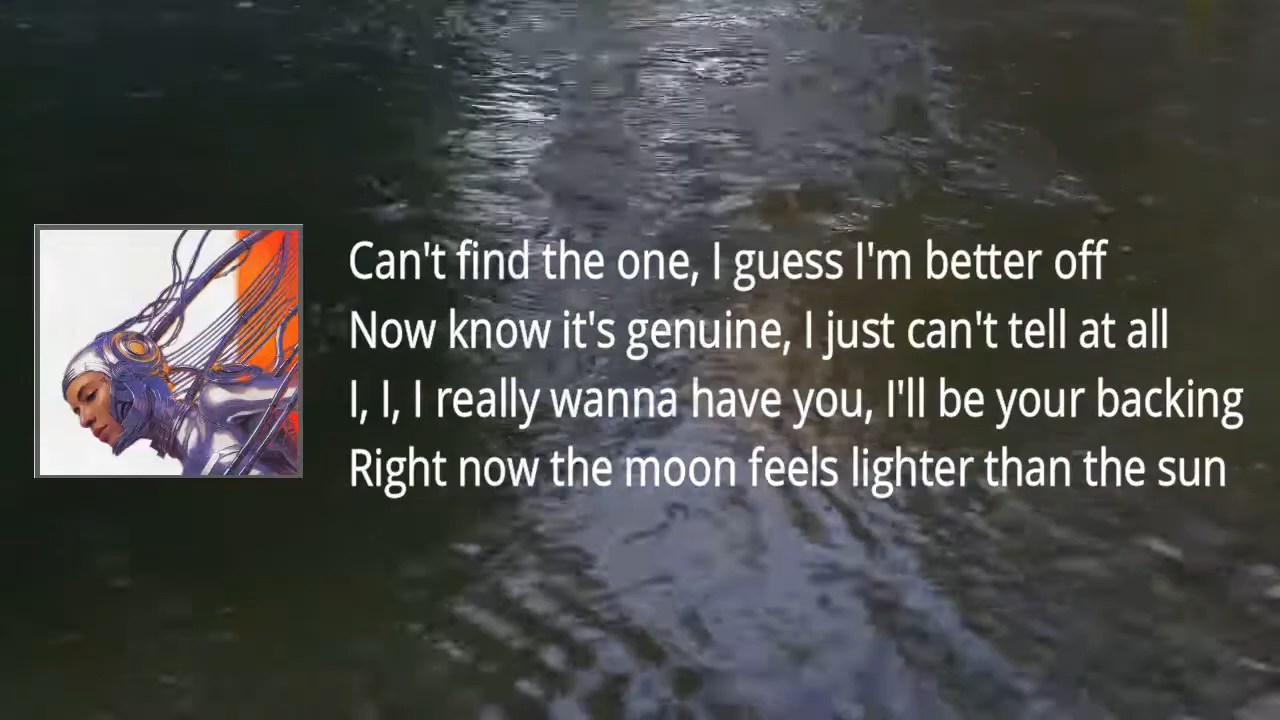 Can't find the one, I guess I'm better off
Now know it's genuine, I just can't tell at all
I, I, I really wanna have you, I'll be your backing
Right now the moon feels lighter than the sun